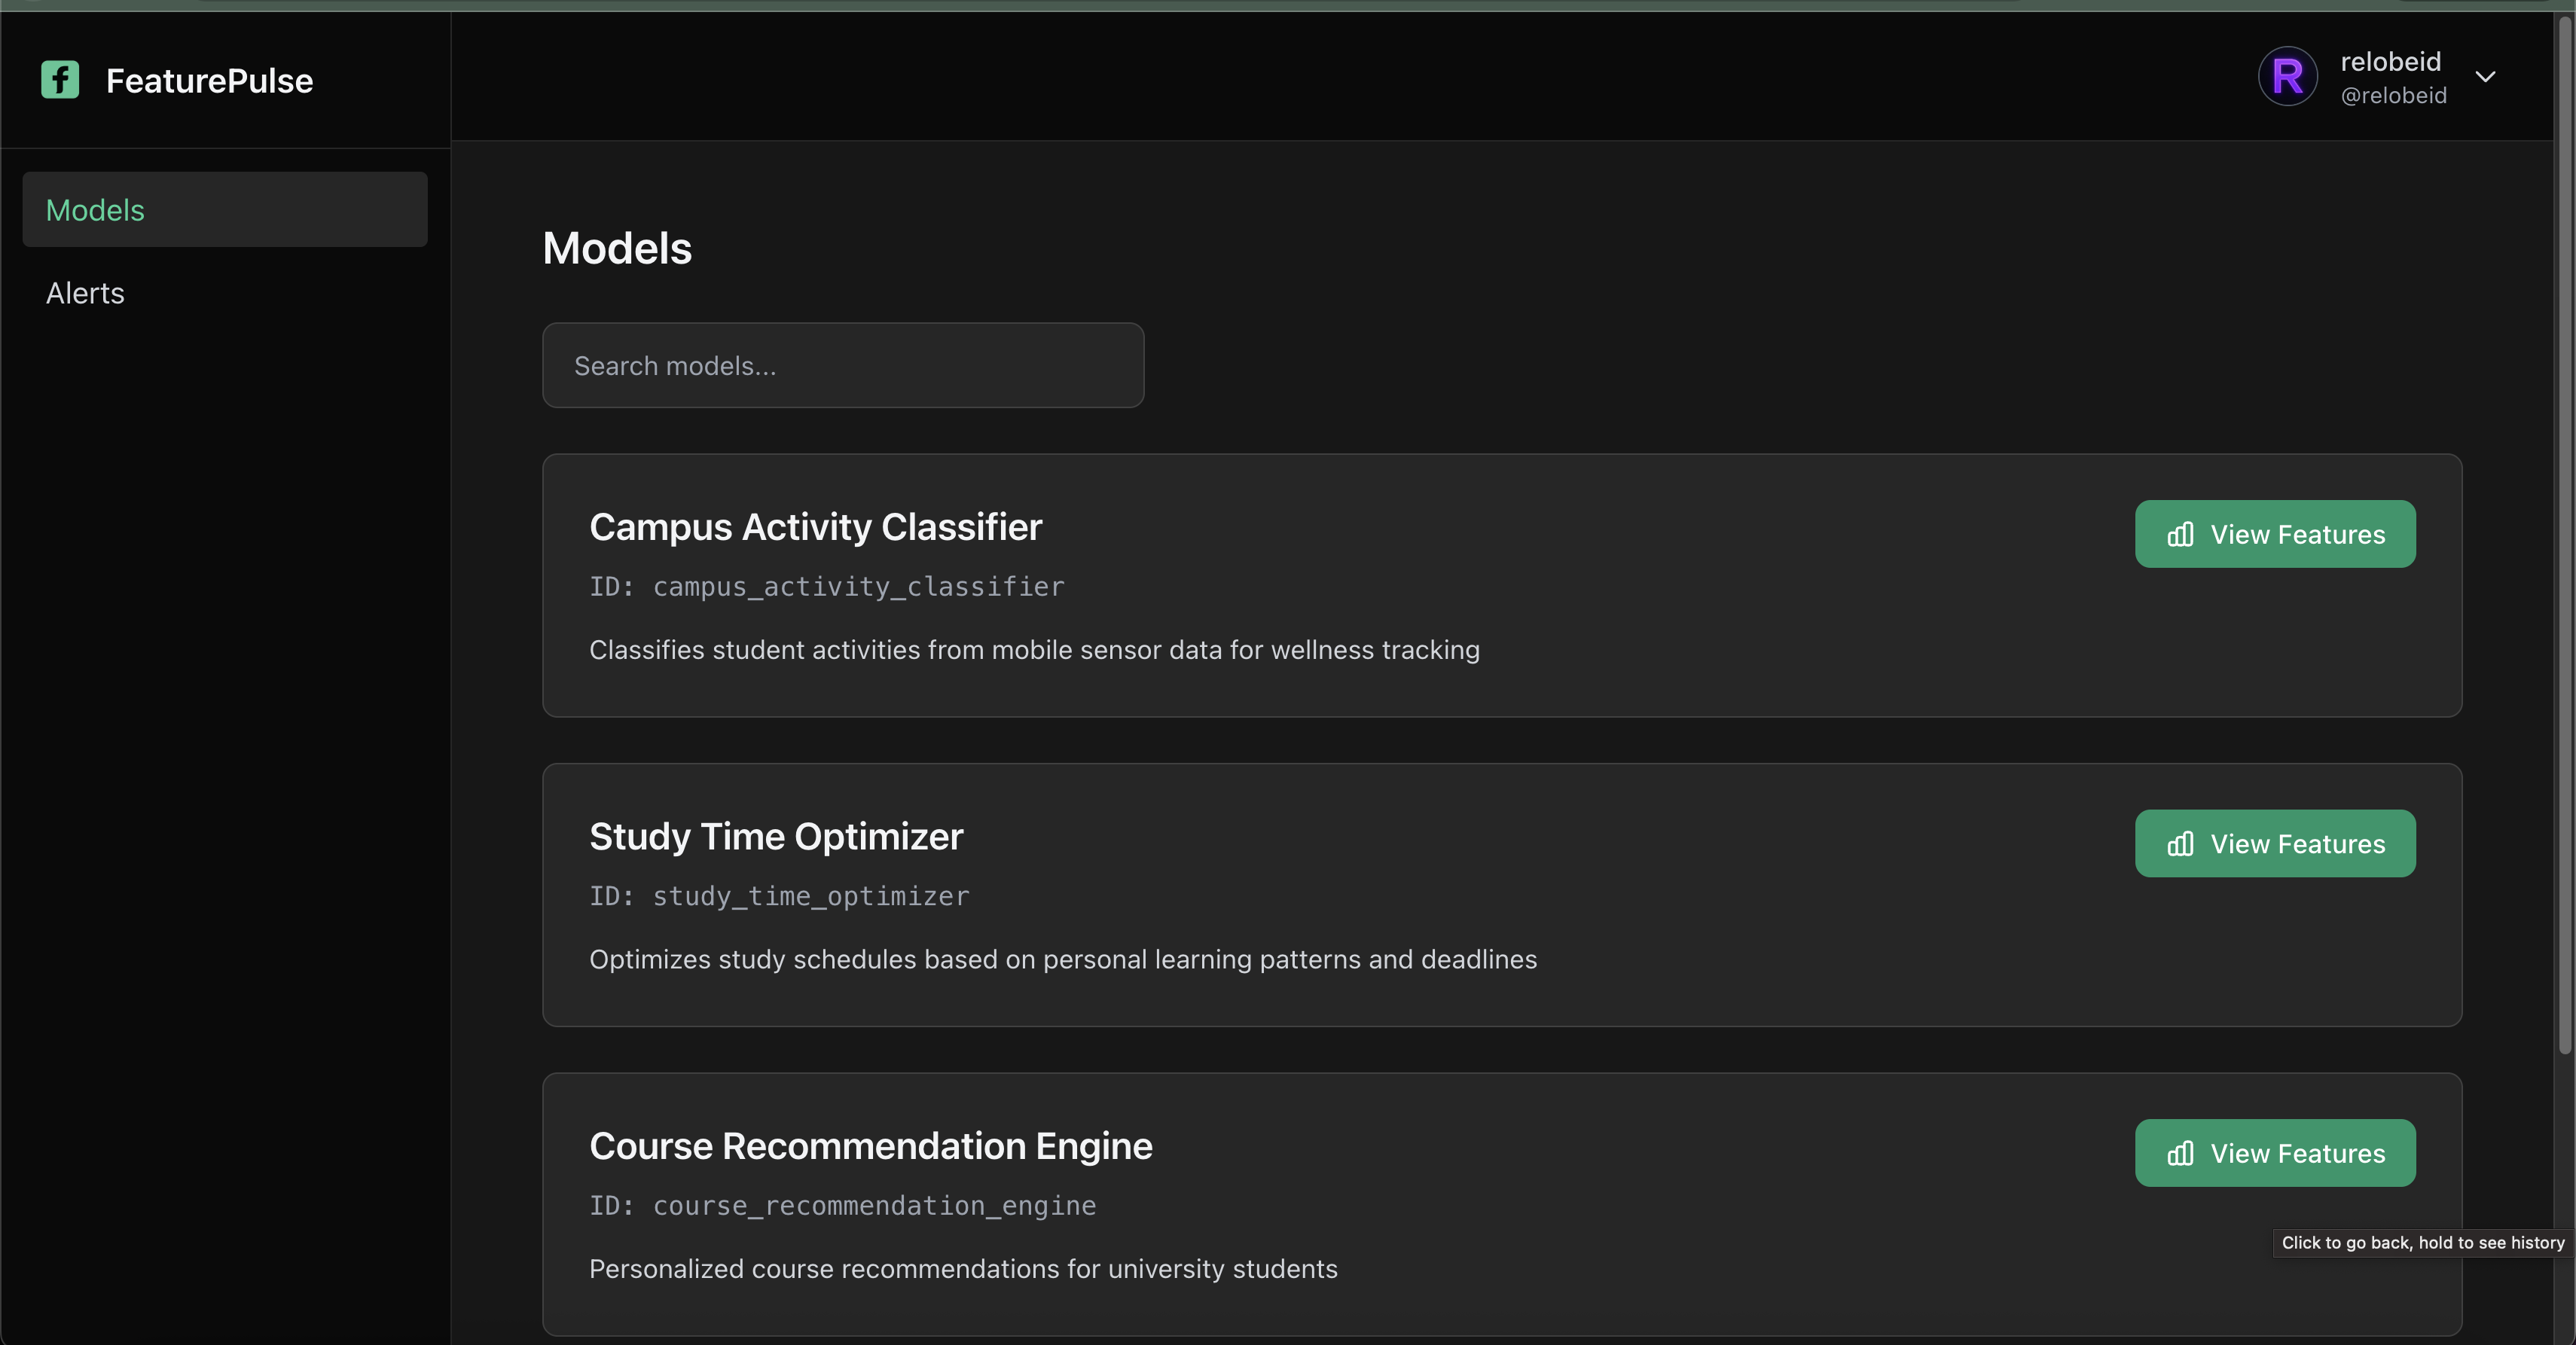 f FeaturePulse
relobeid
@relobeid
Models
Alerts
Models
Search models...
Campus Activity Classifier
View Features
ID: campus_activity_classifier
Classifies student activities from mobile sensor data for wellness tracking
Study Time Optimizer
View Features
ID: study_time_optimizer
Optimizes study schedules based on personal learning patterns and deadlines
Course Recommendation Engine
View Features
ID: course_recommendation_engine
Click to go back, hold to see history
Personalized course recommendations for university students